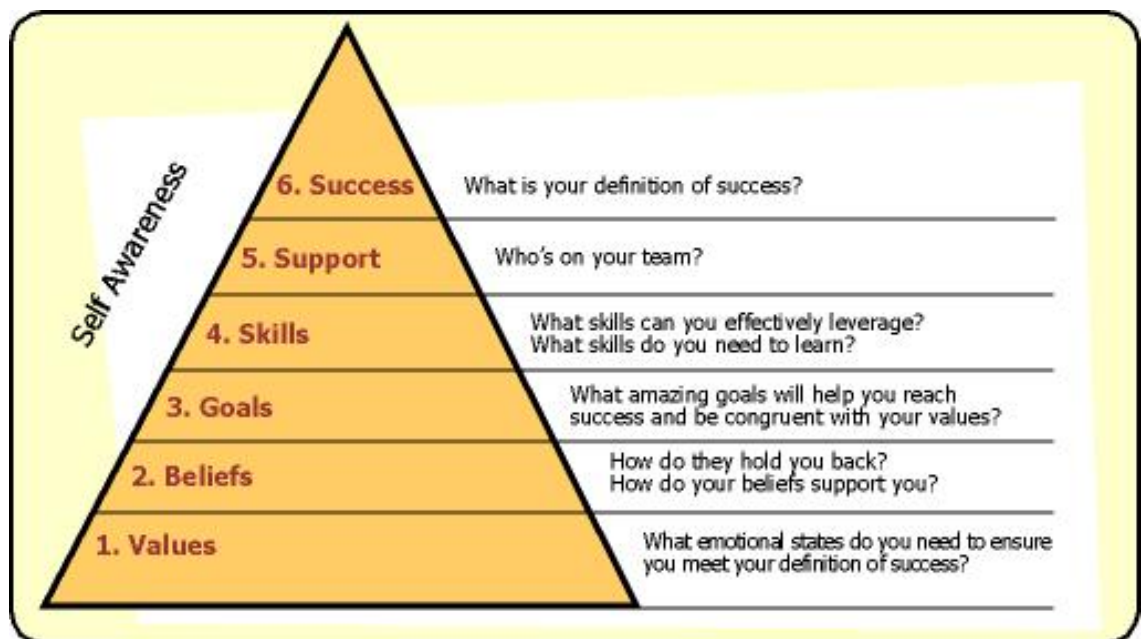 Self Awareness
6. Success
What is your definition of success?
5. Support
Who's on your team?
4. Skills
What skills can you effectively leverage?
What skills do you need to learn?
3. Goals
What amazing goals will help you reach
success and be congruent with your values?
2. Beliefs
How do they hold you back?
How do your beliefs support you?
1. Values
What emotional states do you need to ensure
you meet your definition of success?